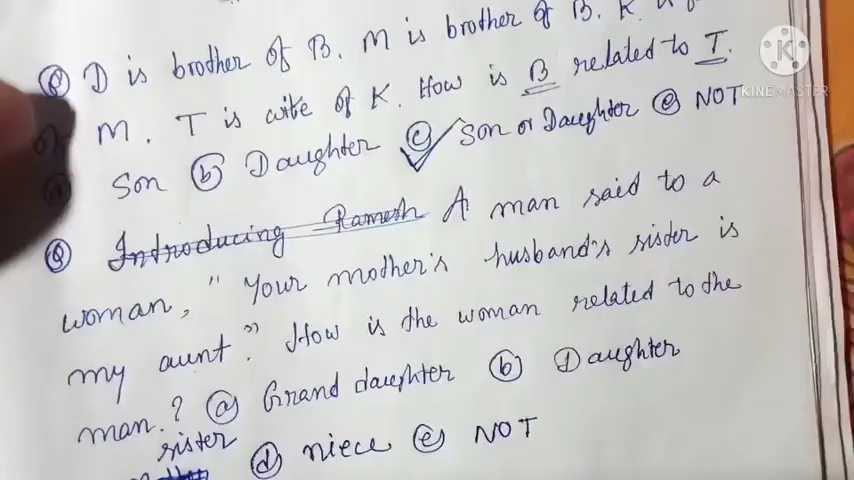 Q D is brother of B. M is brother of B. K
M. T is wife of K. How is B related to T.
Son (b) Daughter (c) Son or Daughter (e) NOT
Q Introducing Ramesh A man said to a
woman, "Your mother's husband's sister is
my aunt". How is the woman related to the
man.? (a) Grand daughter (b) Daughter
sister (d) niece (e) NOT
K
KINEMASTER